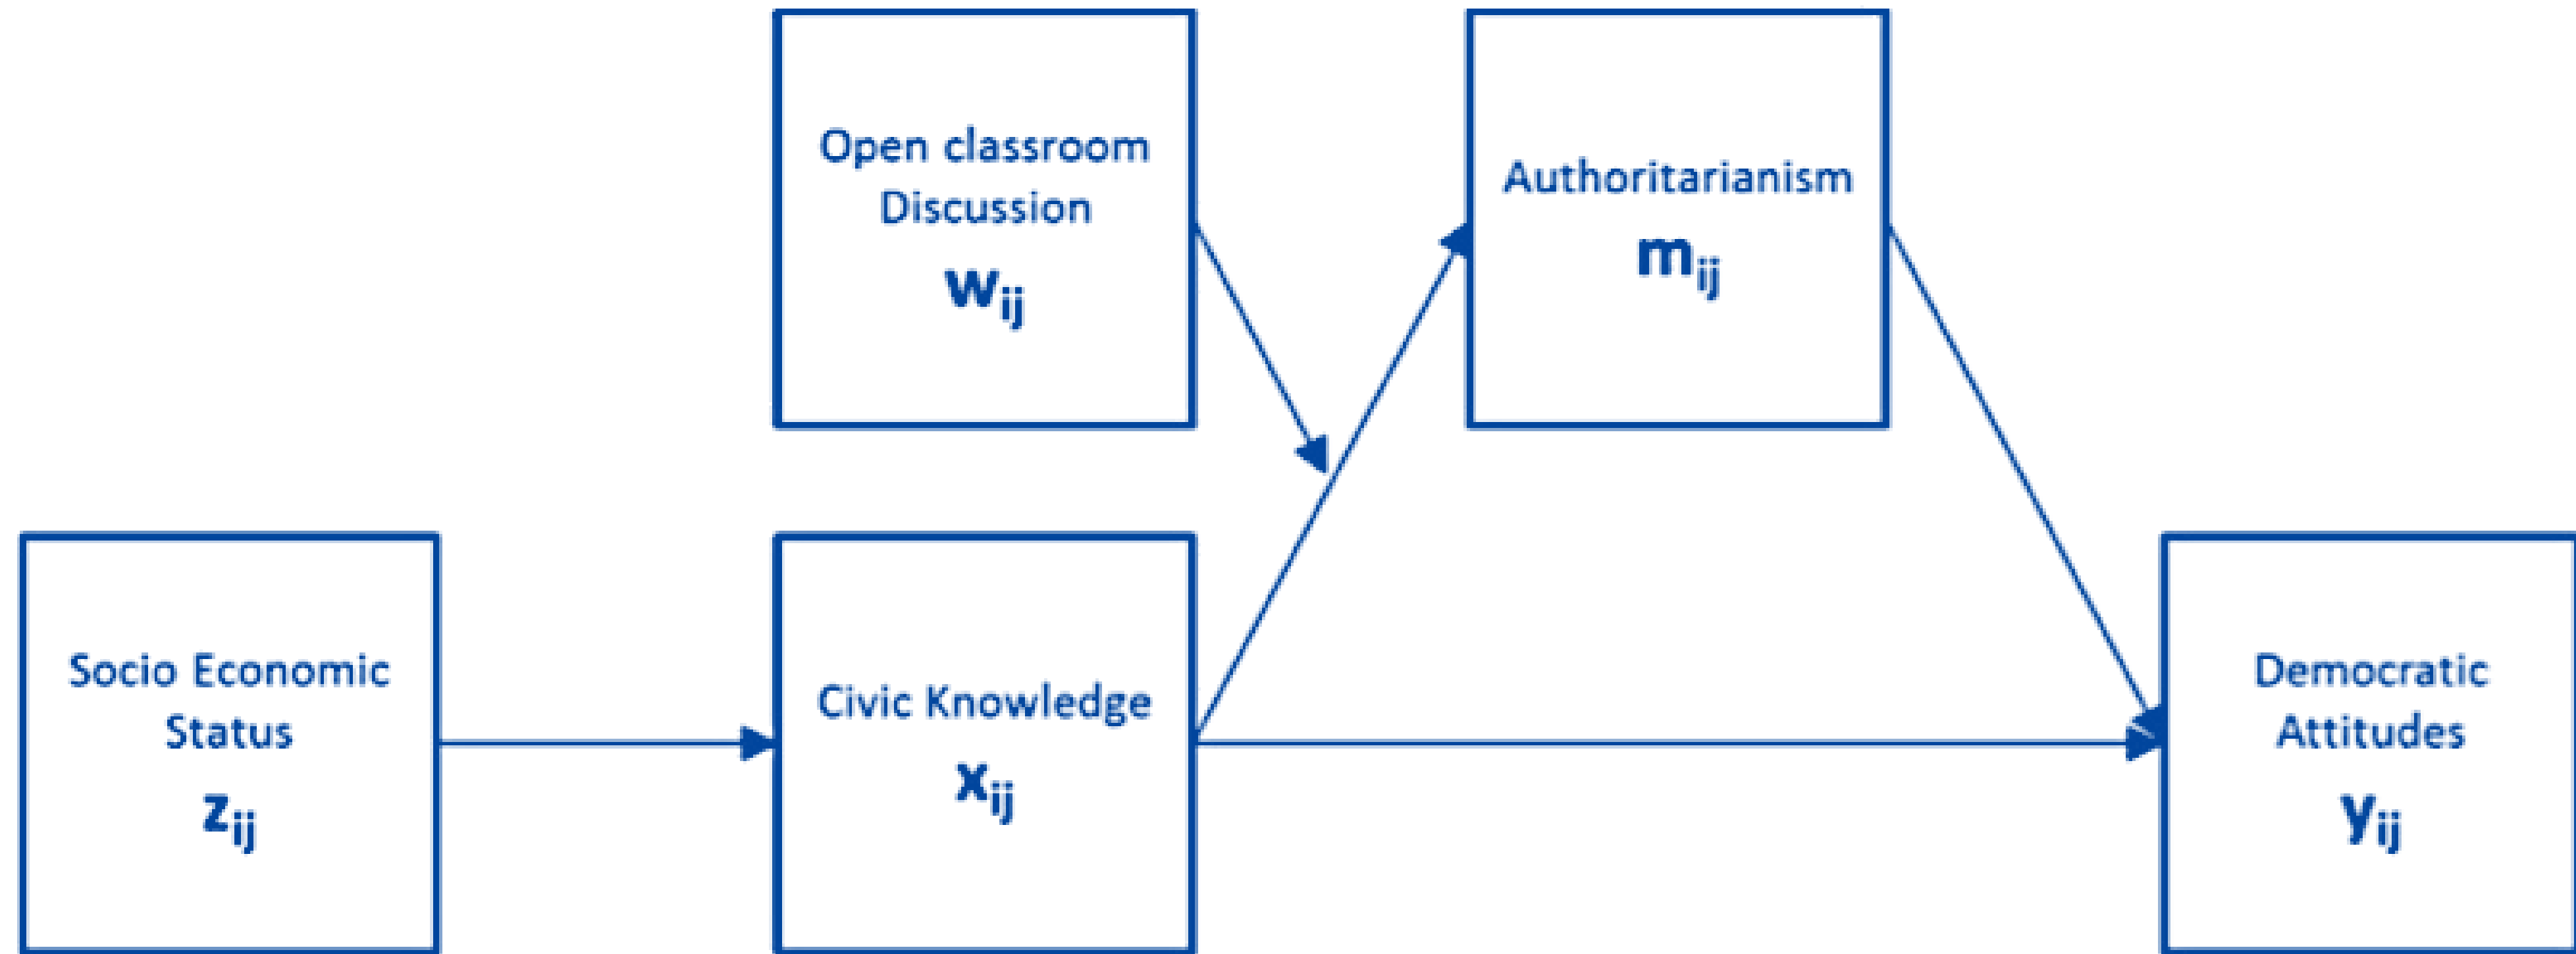 Open classroom
Discussion
wij
Authoritarianism
mij
Socio Economic
Status
zij
Civic Knowledge
xij
Democratic
Attitudes
yij